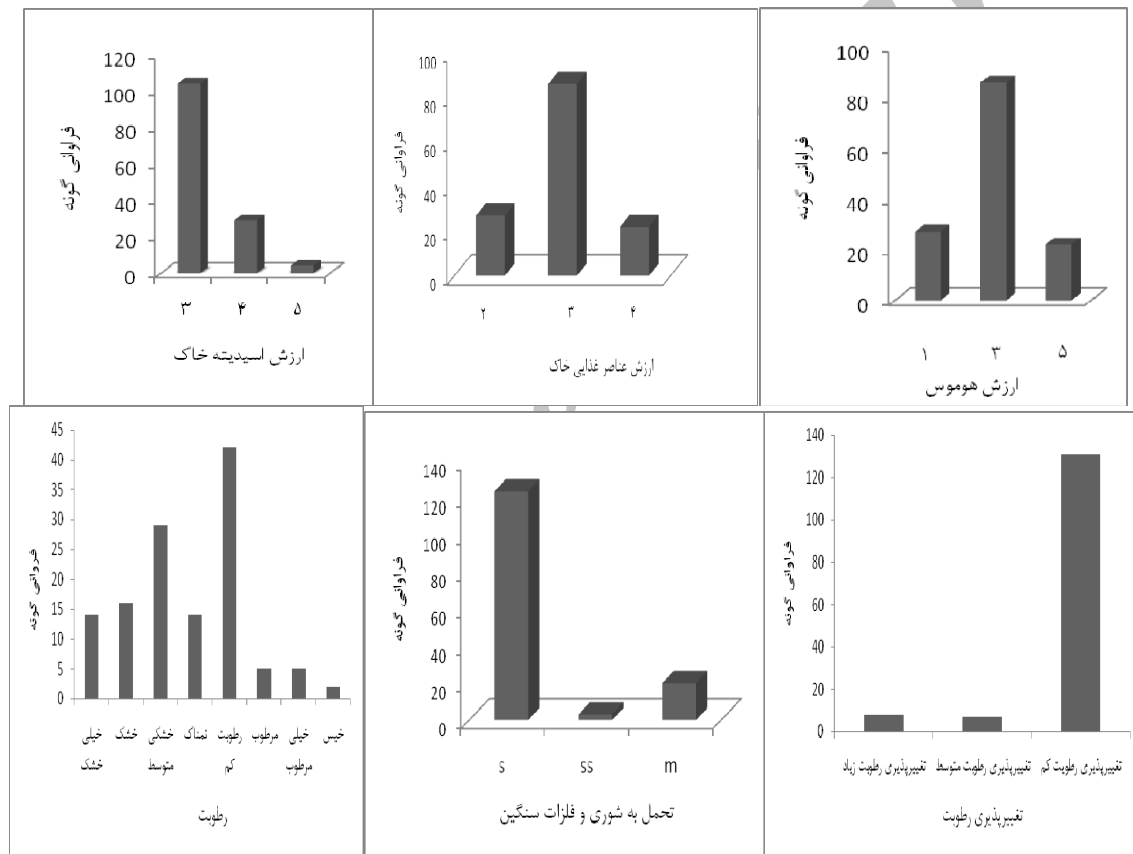 120
100
80
60
40
20
0
فراوانی گونه
۳ ۴ ۵
ارزش اسیدیته خاک
100
80
60
40
20
0
فراوانی گونه
۲ ۳ ۴
ارزش عناصر غذایی خاک
100
80
60
40
20
0
فراوانی گونه
۱ ۳ ۵
ارزش هوموس
45
40
35
30
25
20
15
10
5
0
فروانی گونه
خیلی خشک خشکی نمناک رطوبت مرطوب خیلی خیس
خشک متوسط کم مرطوب
رطوبت
140
120
100
80
60
40
20
0
فراوانی گونه
s ss m
تحمل به شوری و فلزات سنگین
140
120
100
80
60
40
20
0
فراوانی گونه
تغییرپذیری رطوبت زیاد تغییرپذیری رطوبت متوسط تغییرپذیری رطوبت کم
تغییرپذیری رطوبت